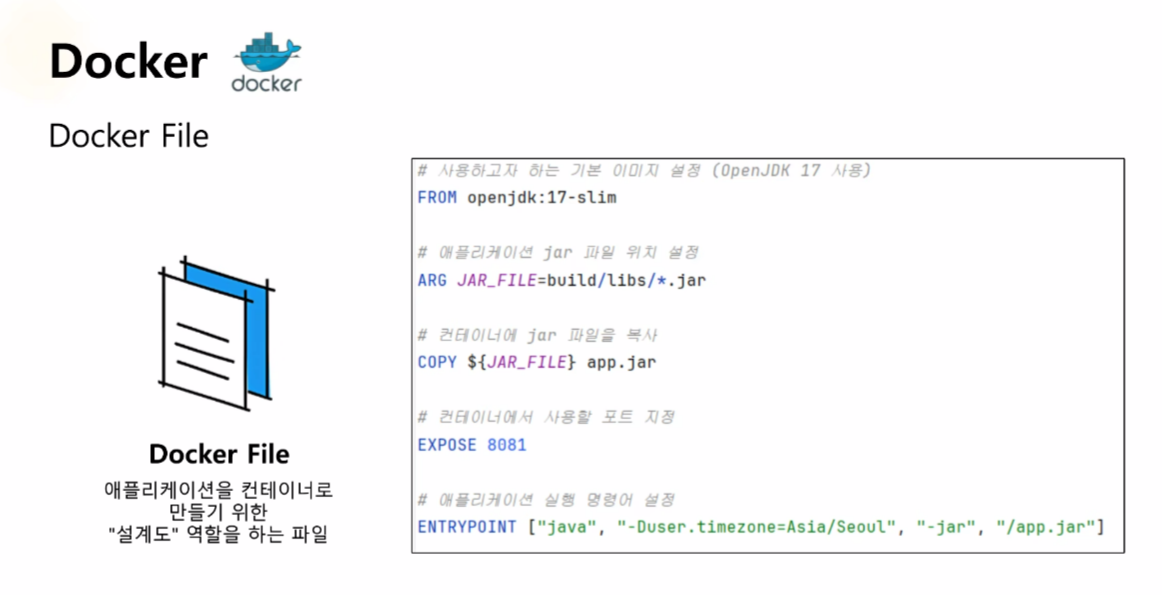 Docker
docker
Docker File
# 사용하고자 하는 기본 이미지 설정 (OpenJDK 17 사용)
FROM openjdk:17-slim
# 애플리케이션 jar 파일 위치 설정
ARG JAR_FILE=build/libs/*.jar
# 컨테이너에 jar 파일을 복사
COPY ${JAR_FILE} app.jar
# 컨테이너에서 사용할 포트 지정
EXPOSE 8081
# 애플리케이션 실행 명령어 설정
ENTRYPOINT ["java", "-Duser.timezone=Asia/Seoul", "-jar", "/app.jar"]
Docker File
애플리케이션을 컨테이너로
만들기 위한
"설계도" 역할을 하는 파일